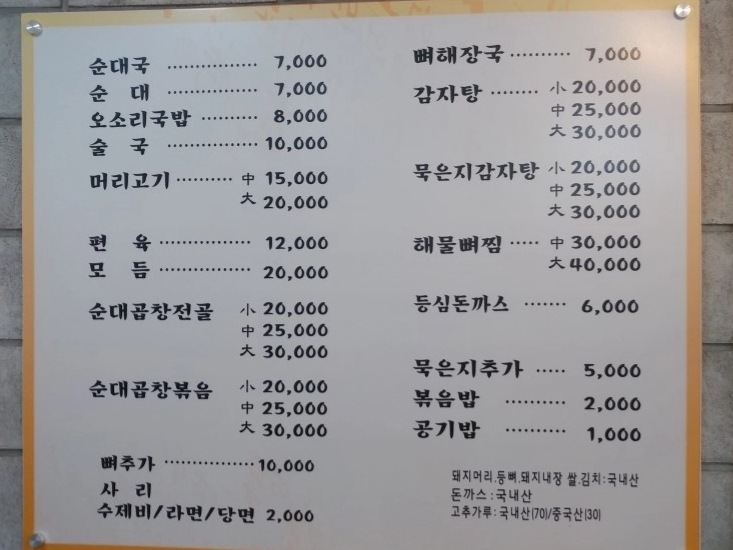 순대국 ················ 7,000
순 대 ················ 7,000
오소리국밥 ·········· 8,000
술 국 ················ 10,000
머리고기 ·········· 中 15,000
大 20,000
편 육 ················ 12,000
모 듬 ················ 20,000
순대곱창전골 小 20,000
中 25,000
大 30,000
순대곱창볶음 小 20,000
中 25,000
大 30,000
뼈추가 ················ 10,000
사 리
수제비/라면/당면 2,000
뼈해장국 ·········· 7,000
감자탕 ········ 小 20,000
中 25,000
大 30,000
묵은지감자탕 小 20,000
中 25,000
大 30,000
해물뼈찜 ····· 中 30,000
大 40,000
등심돈까스 ······· 6,000
묵은지추가 ····· 5,000
볶음밥 ·········· 2,000
공기밥 ·········· 1,000
돼지머리,등뼈,돼지내장 쌀,김치:국내산
돈까스:국내산
고추가루:국내산(70)/중국산(30)